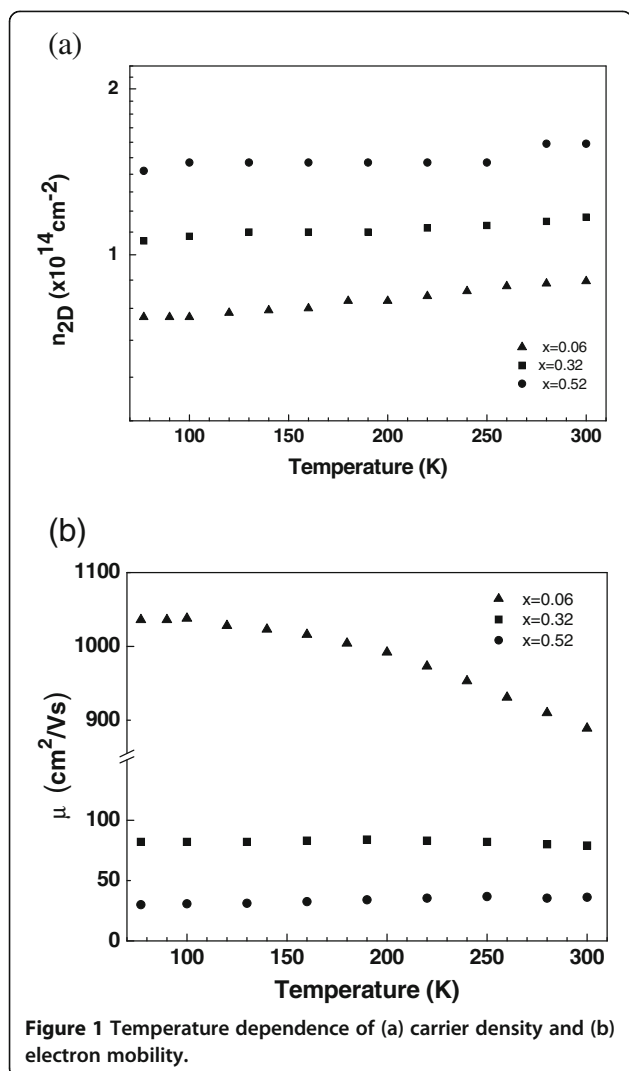 (a)
2
1
n2D (x10^14cm-2)
100 150 200 250 300
Temperature (K)
x=0.06
x=0.32
x=0.52
(b)
1100
1000
900
100
50
0
μ (cm²/Vs)
100 150 200 250 300
Temperature (K)
x=0.06
x=0.32
x=0.52
Figure 1 Temperature dependence of (a) carrier density and (b)
electron mobility.